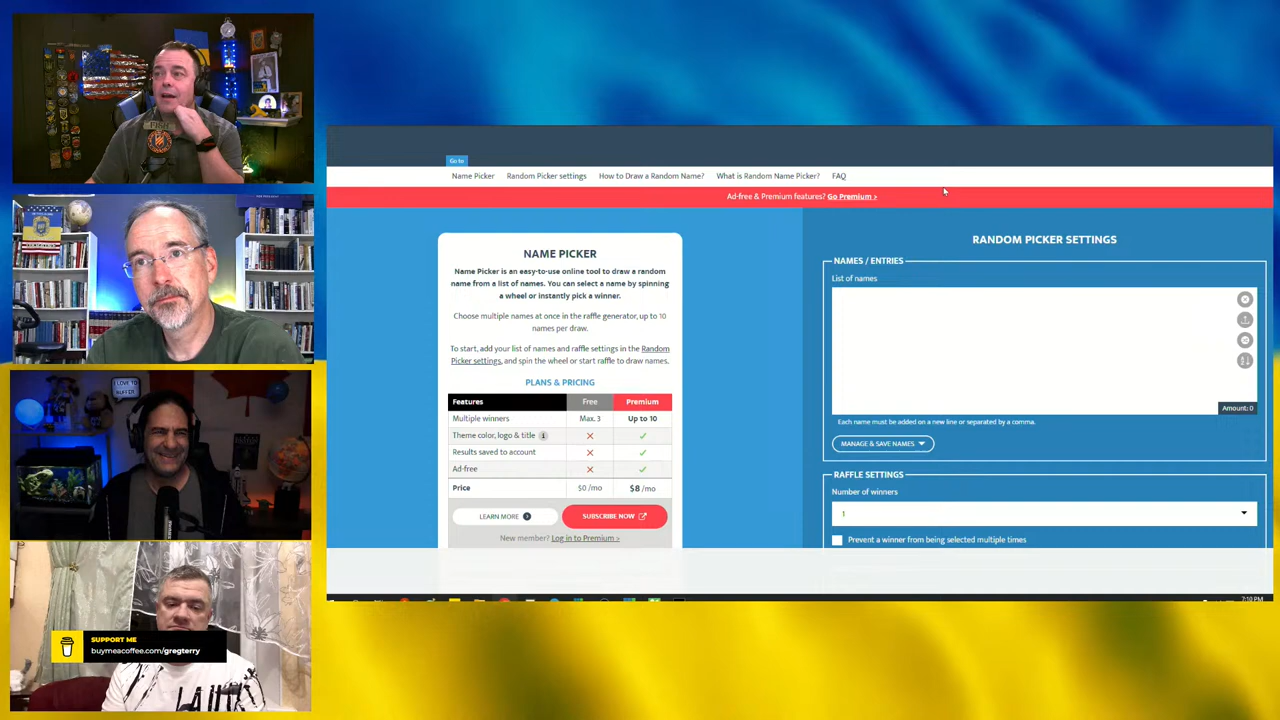 Go to
Name Picker
Random Picker settings
How to Draw a Random Name?
What is Random Name Picker?
FAQ
Ad-free & Premium features? Go Premium >
NAME PICKER
Name Picker is an easy-to-use online tool to draw a random
name from a list of names. You can select a name by spinning
a wheel or instantly pick a winner.
Choose multiple names at once in the raffle generator, up to 10
names per draw.
To start, add your list of names and raffle settings in the Random
Picker settings, and spin the wheel or start raffle to draw names.
PLANS & PRICING
Features Free Premium
Multiple winners Max. 3 Up to 10
Theme color, logo & title
Results saved to account
Ad-free
Price $0 /mo $8 /mo
LEARN MORE
SUBSCRIBE NOW
New member? Log in to Premium >
RANDOM PICKER SETTINGS
NAMES / ENTRIES
List of names
Amount: 0
Each name must be added on a new line or separated by a comma.
MANAGE & SAVE NAMES
RAFFLE SETTINGS
Number of winners
1
Prevent a winner from being selected multiple times
7:10 PM
I LOVE TO
SUPPORT ME
buymeacoffee.com/gregterry